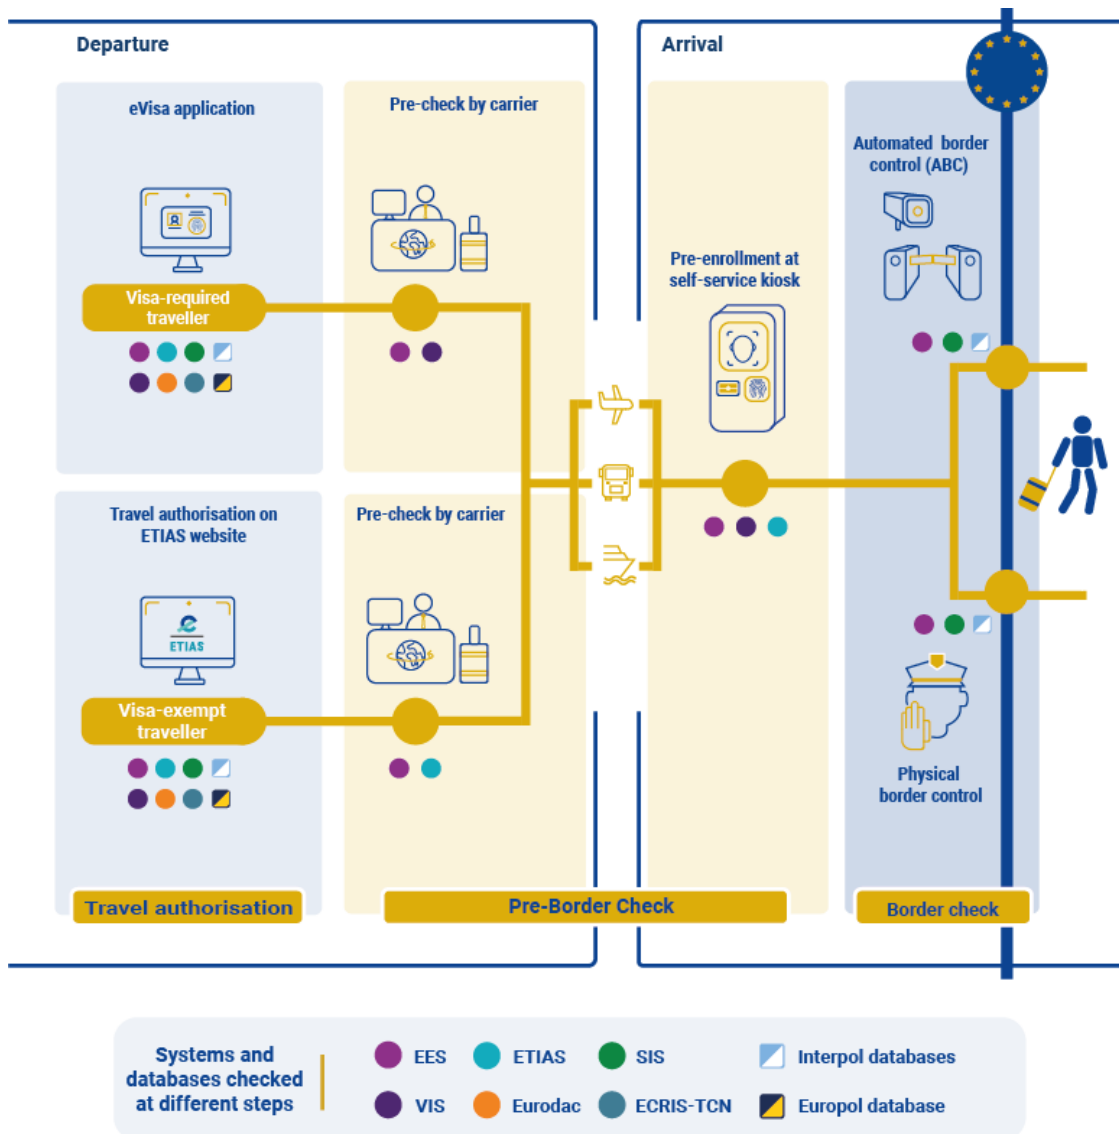 Departure
Arrival
eVisa application
Pre-check by carrier
Automated border
control (ABC)
Pre-enrollment at
self-service kiosk
Visa-required
traveller
Travel authorisation on
ETIAS website
Pre-check by carrier
ETIAS
Visa-exempt
traveller
Physical
border control
Travel authorisation
Pre-Border Check
Border check
Systems and
databases checked
at different steps
EES
ETIAS
SIS
Interpol databases
VIS
Eurodac
ECRIS-TCN
Europol database